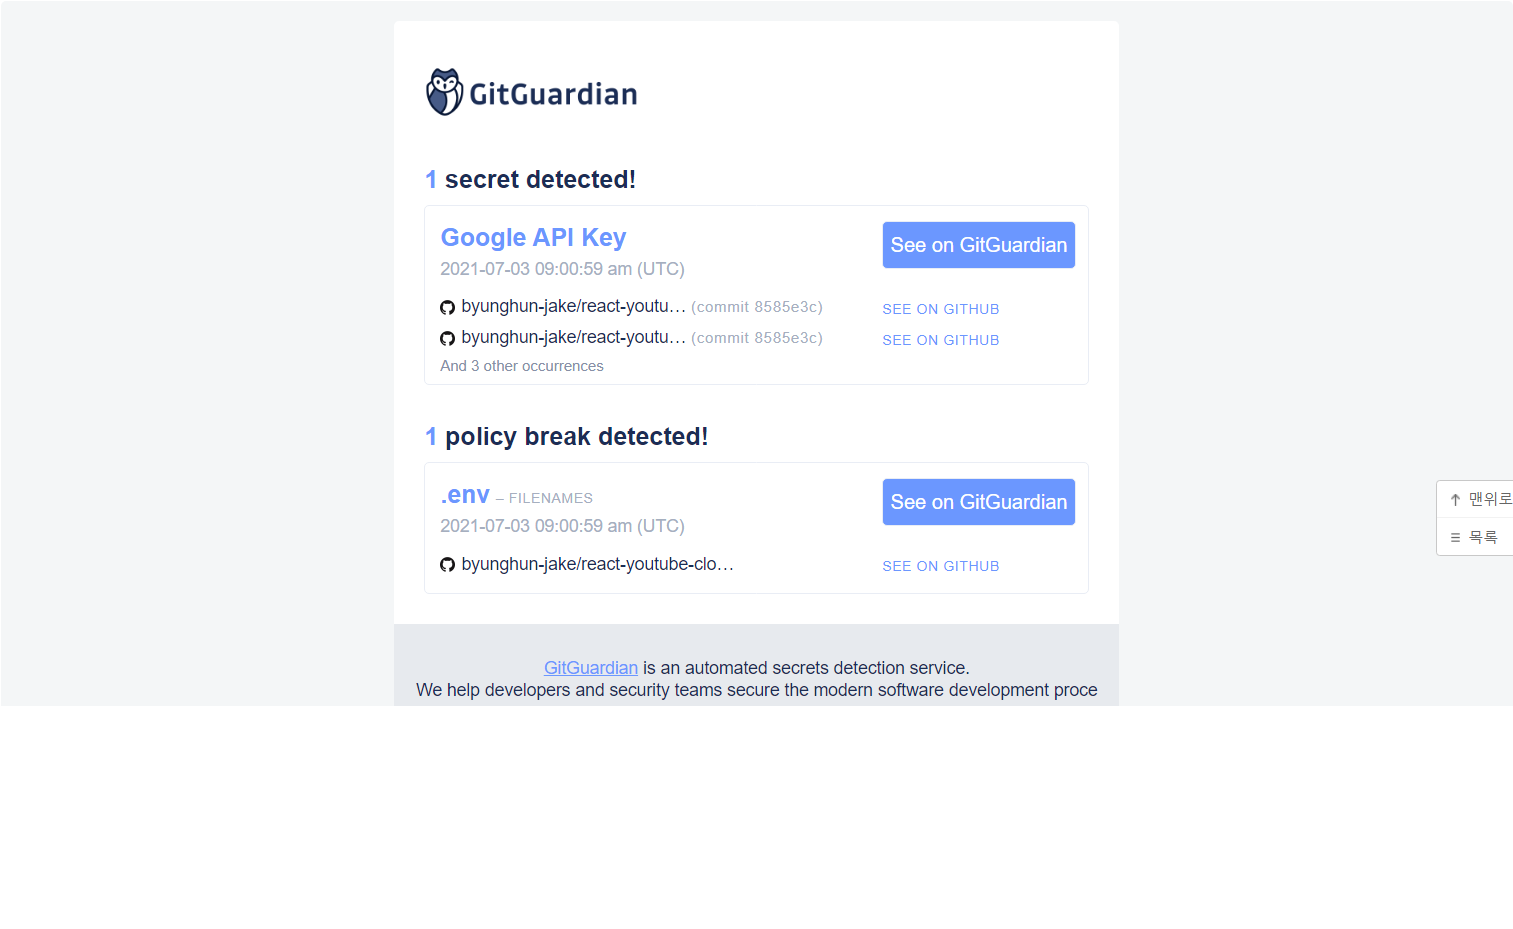 GitGuardian
1 secret detected!
Google API Key
See on GitGuardian
2021-07-03 09:00:59 am (UTC)
byunghun-jake/react-youtu… (commit 8585e3c) SEE ON GITHUB
byunghun-jake/react-youtu… (commit 8585e3c) SEE ON GITHUB
And 3 other occurrences
1 policy break detected!
.env – FILENAMES
See on GitGuardian
2021-07-03 09:00:59 am (UTC)
byunghun-jake/react-youtube-clo… SEE ON GITHUB
GitGuardian is an automated secrets detection service.
We help developers and security teams secure the modern software development proce
맨위로
목록